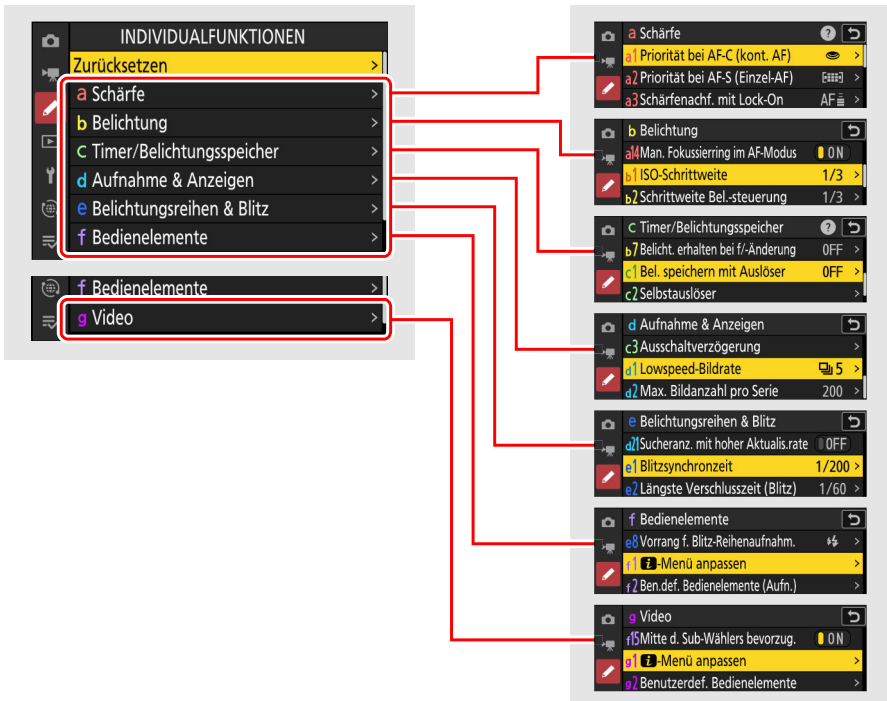 INDIVIDUALFUNKTIONEN
Zurücksetzen >
a Schärfe >
b Belichtung >
c Timer/Belichtungsspeicher >
d Aufnahme & Anzeigen >
e Belichtungsreihen & Blitz >
f Bedienelemente >
f Bedienelemente >
g Video >
a Schärfe ?
a1 Priorität bei AF-C (kont. AF) >
a2 Priorität bei AF-S (Einzel-AF) >
a3 Schärfenachf. mit Lock-On AF >
b Belichtung
a14 Man. Fokussierring im AF-Modus ON
b1 ISO-Schrittweite 1/3 >
b2 Schrittweite Bel.-steuerung 1/3 >
c Timer/Belichtungsspeicher ?
b7 Belicht. erhalten bei f/-Änderung OFF >
c1 Bel. speichern mit Auslöser OFF >
c2 Selbstauslöser >
d Aufnahme & Anzeigen
c3 Ausschaltverzögerung >
d1 Lowspeed-Bildrate 5 >
d2 Max. Bildanzahl pro Serie 200 >
e Belichtungsreihen & Blitz
d21 Sucheranz. mit hoher Aktualis.rate OFF
e1 Blitzsynchronzeit 1/200 >
e2 Längste Verschlusszeit (Blitz) 1/60 >
f Bedienelemente
e8 Vorrang f. Blitz-Reihenaufnahm. >
f1 i-Menü anpassen >
f2 Ben.def. Bedienelemente (Aufn.) >
g Video
f15 Mitte d. Sub-Wählers bevorzug. ON
g1 i-Menü anpassen >
g2 Benutzerdef. Bedienelemente >